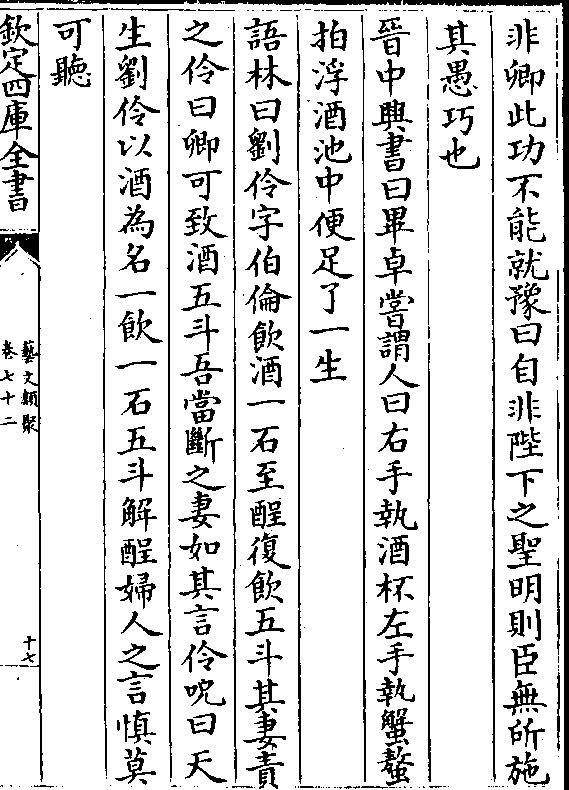 非卿此功不能就豫曰自非陛下之聖明則臣無所施
其愚巧也
晉中興書曰畢卓嘗謂人曰右手執酒杯左手執蟹螯
拍浮酒池中便足了一生
語林曰劉伶字伯倫飲酒一石至酲復飲五斗其妻責
之伶曰卿可致酒五斗吾當斷之妻如其言伶呪曰天
生劉伶以酒為名一飲一石五斗解酲婦人之言慎莫
可聽
欽定四庫全書
藝文類聚
卷七十二
十七